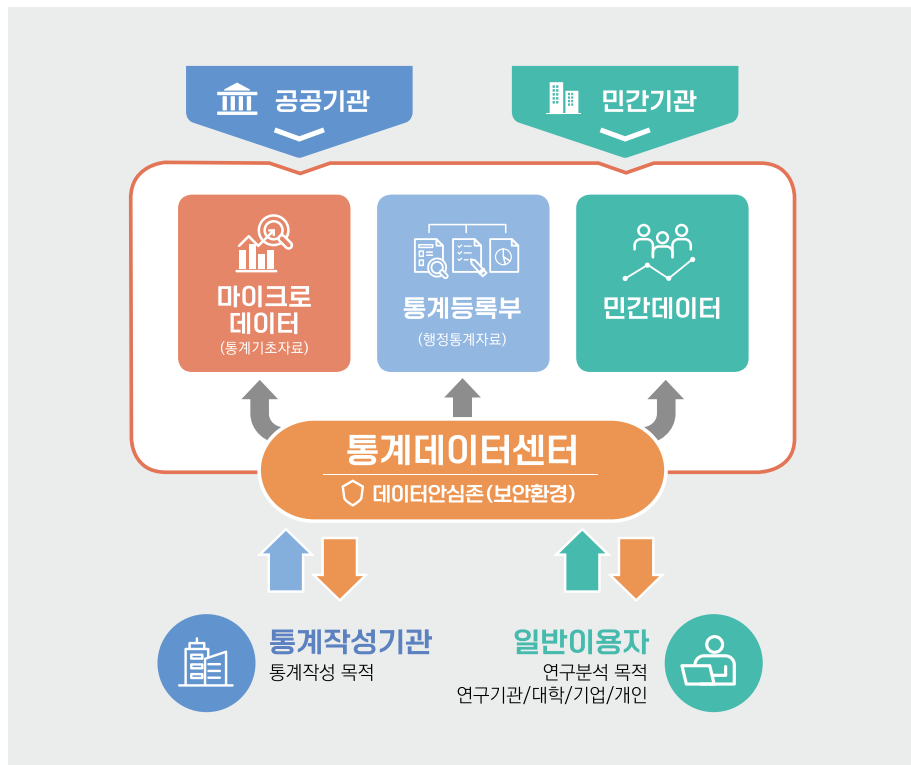 공공기관
민간기관
마이크로
데이터
(통계기초자료)
통계등록부
(행정통계자료)
민간데이터
통계데이터센터
데이터안심존(보안환경)
통계작성기관
통계작성 목적
일반이용자
연구분석 목적
연구기관/대학/기업/개인